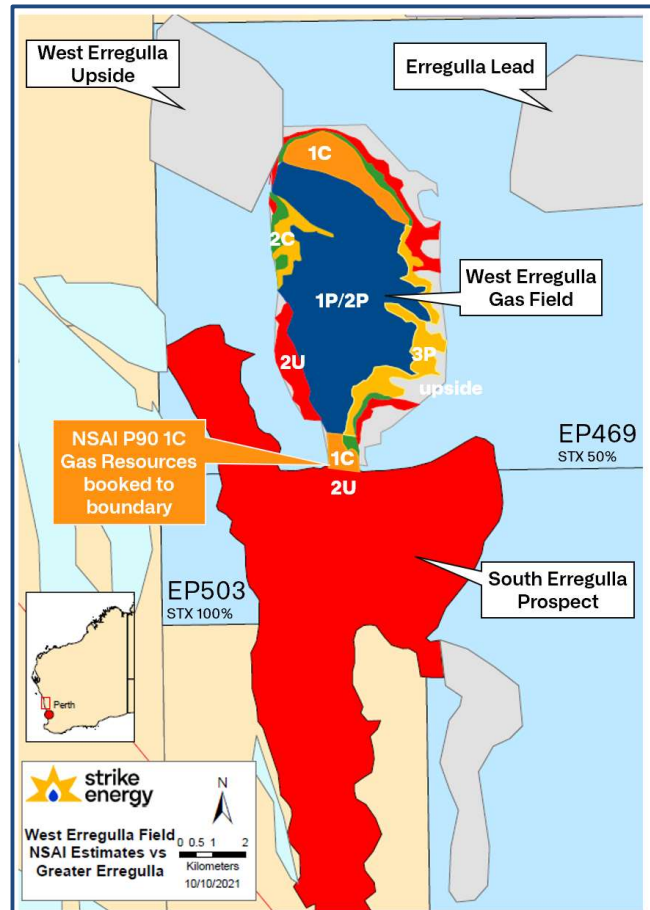 West Erregulla
Upside
Erregulla Lead
1C
2C
1P/2P
West Erregulla
Gas Field
2U
3P
upside
NSAI P90 1C
Gas Resources
booked to
boundary
EP469
STX 50%
1C
2U
EP503
STX 100%
South Erregulla
Prospect
Perth
strike
energy
N
West Erregulla Field
NSAI Estimates vs
Greater Erregulla
0 0.5 1 2
Kilometers
10/10/2021